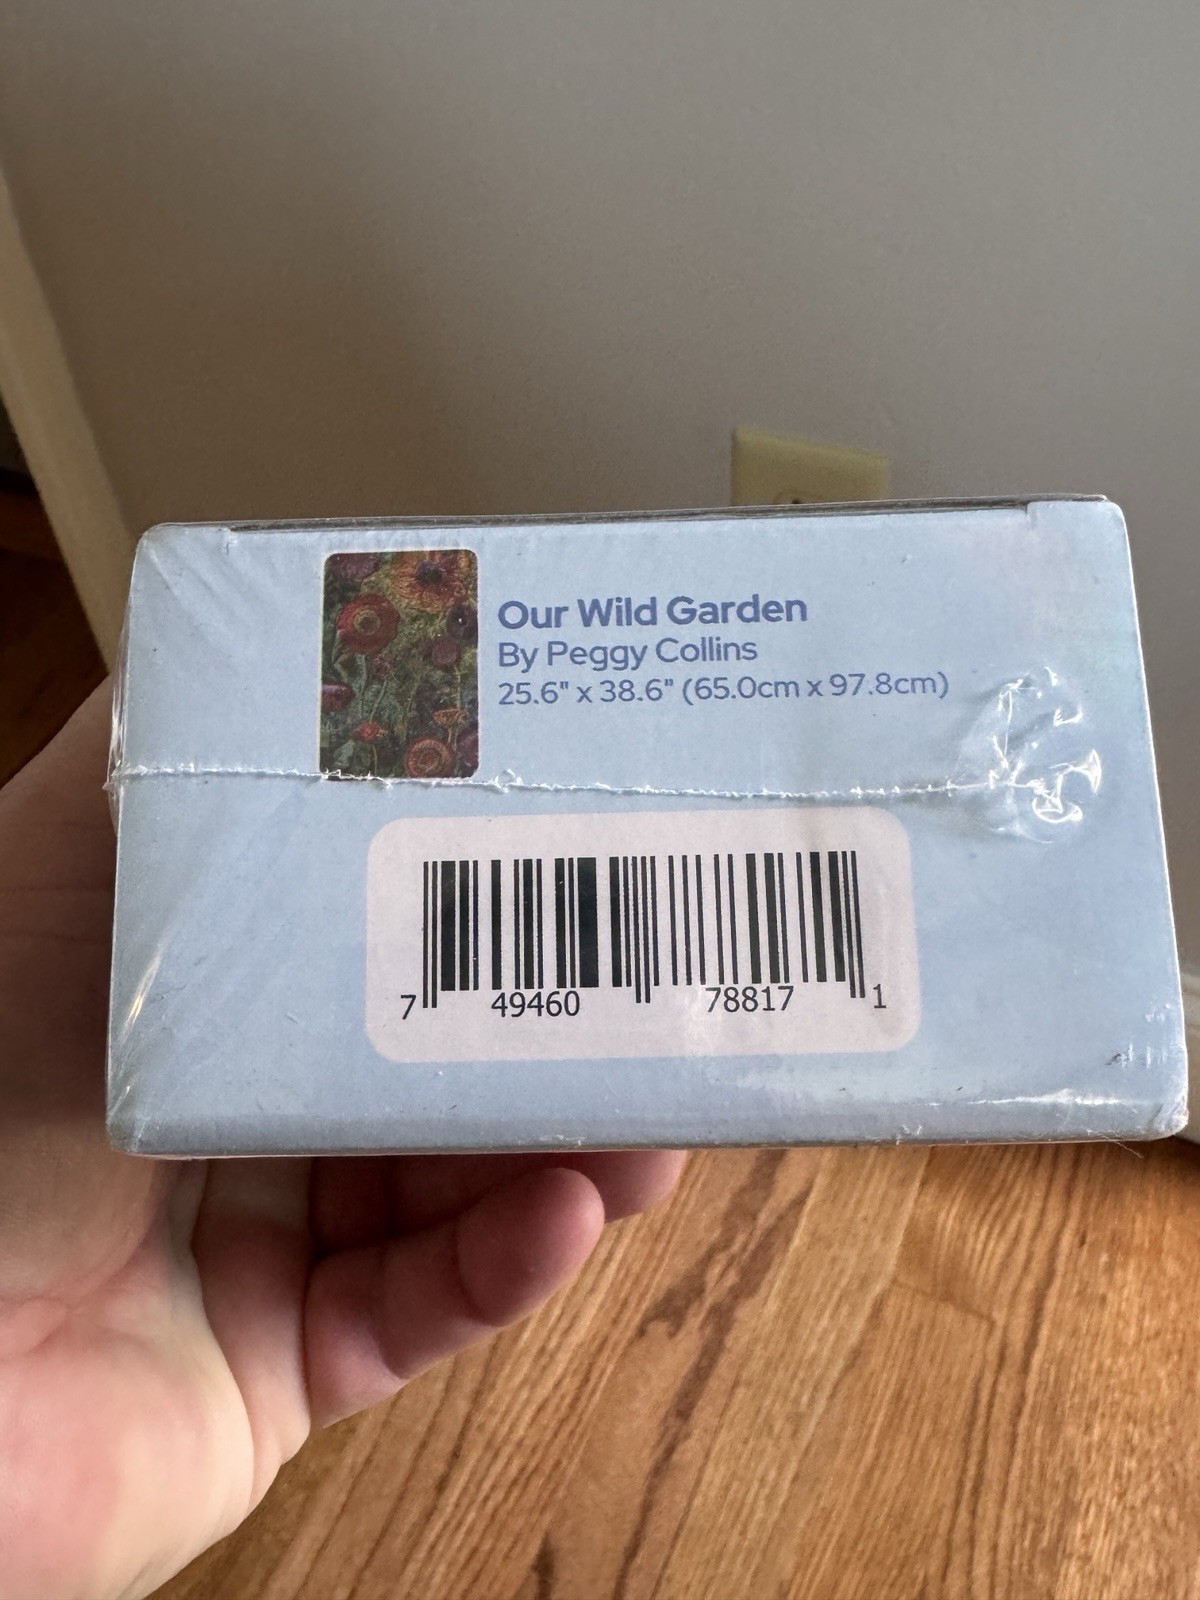 Our Wild Garden
By Peggy Collins
25.6" x 38.6" (65.0cm x 97.8cm)
7 49460 78817 1